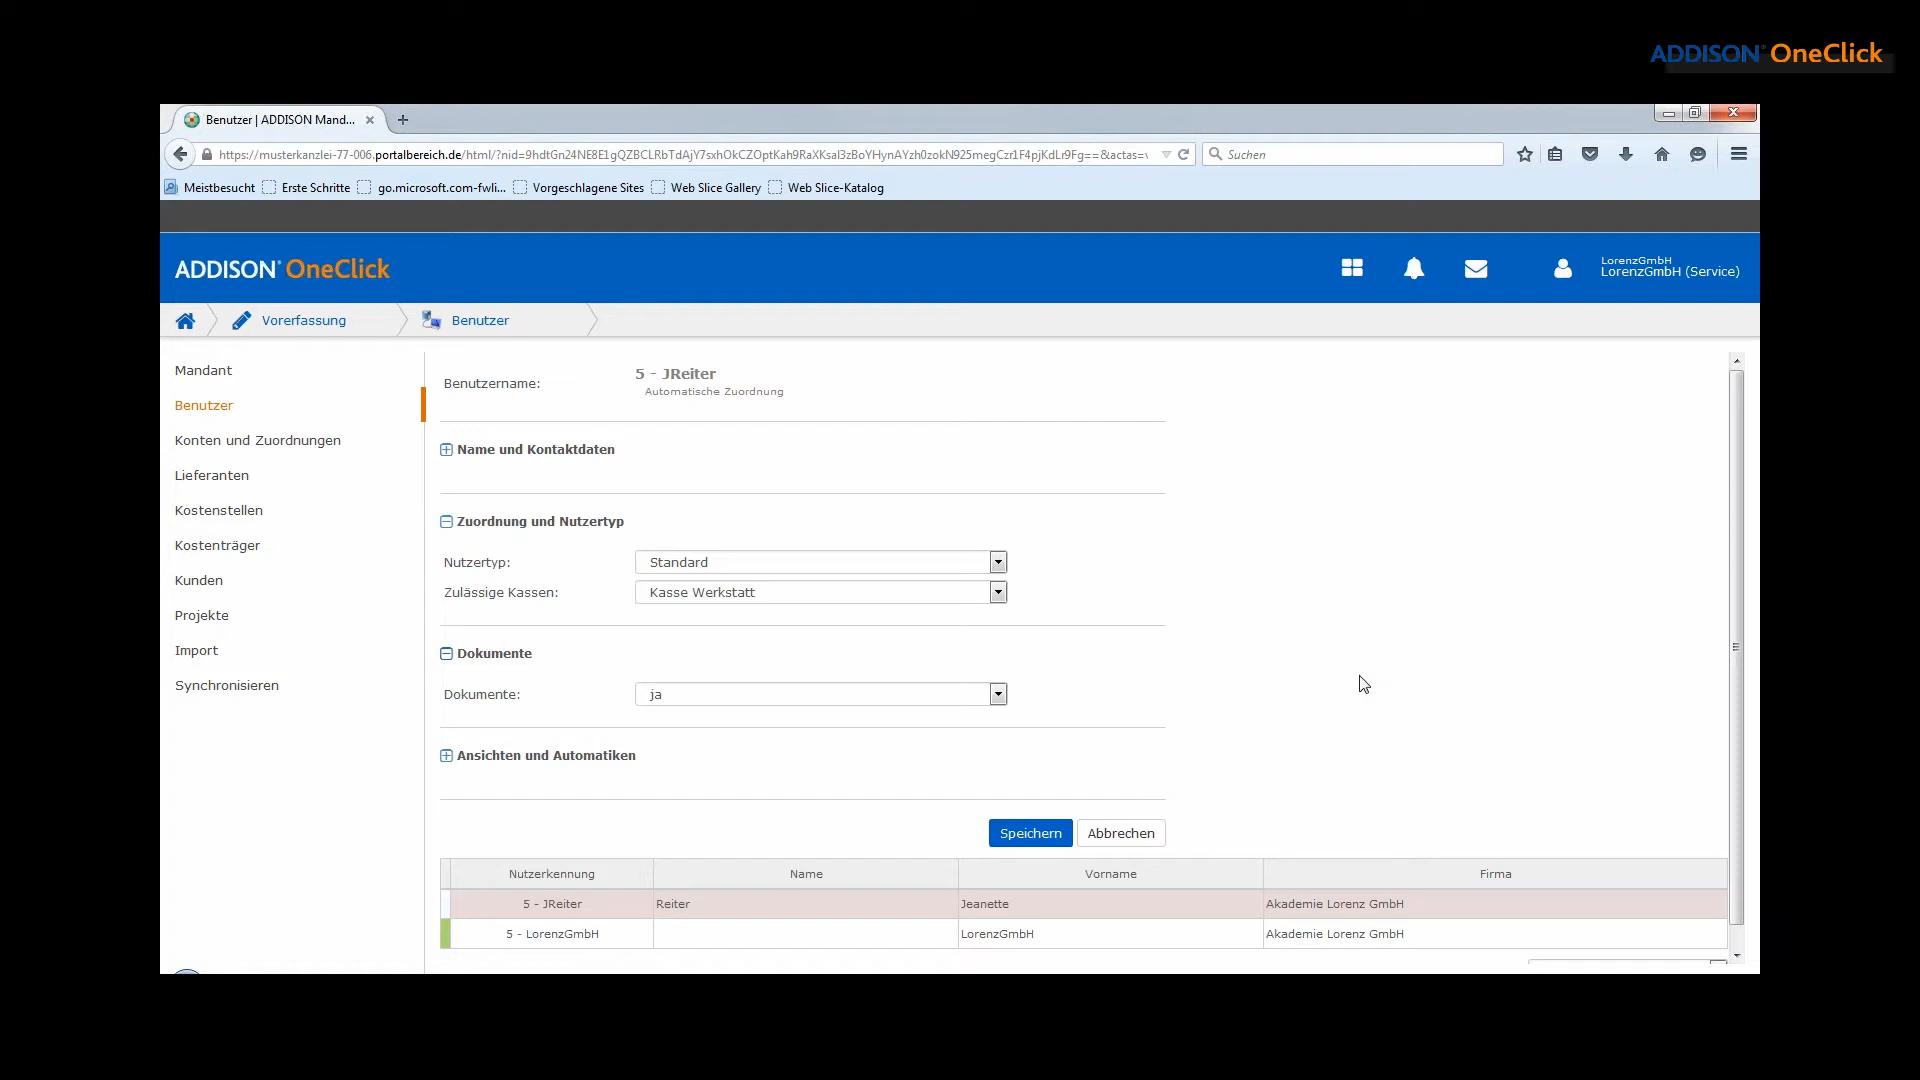 ADDISON OneClick
Benutzer | ADDISON Mand...
https://musterkanzlei-77-006.portalbereich.de/html/?nid=9hdtGn24NE8E1gQZBCLRbTdAjY7sxhOkCZOptKah9RaXKsal3zBoYHynAYzh0zokN925megCzr1F4pjKdLr9Fg==&actas=
Suchen
Meistbesucht Erste Schritte go.microsoft.com-fwli... Vorgeschlagene Sites Web Slice Gallery Web Slice-Katalog
ADDISON OneClick
LorenzGmbH
LorenzGmbH (Service)
Vorerfassung Benutzer
Mandant
Benutzer
Konten und Zuordnungen
Lieferanten
Kostenstellen
Kostenträger
Kunden
Projekte
Import
Synchronisieren
Benutzername: 5 - JReiter
Automatische Zuordnung
Name und Kontaktdaten
Zuordnung und Nutzertyp
Nutzertyp: Standard
Zulässige Kassen: Kasse Werkstatt
Dokumente
Dokumente: ja
Ansichten und Automatiken
Speichern Abbrechen
Nutzerkennung Name Vorname Firma
5 - JReiter Reiter Jeanette Akademie Lorenz GmbH
5 - LorenzGmbH LorenzGmbH Akademie Lorenz GmbH